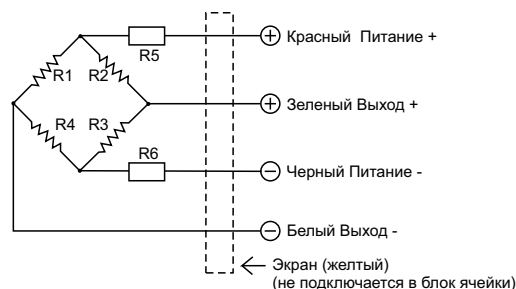 R5
Красный Питание +
R1
R2
Зеленый Выход +
R4
R3
R6
Черный Питание -
Белый Выход -
Экран (желтый)
(не подключается в блок ячейки)